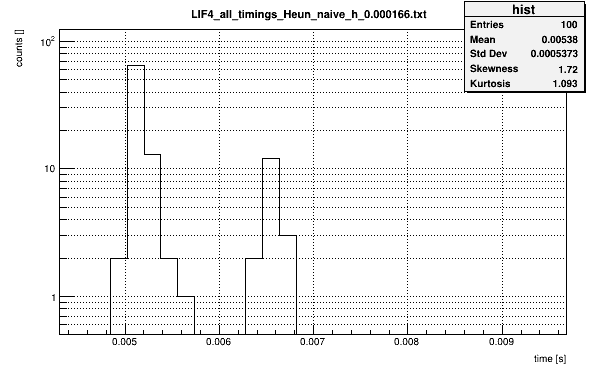 LIF4_all_timings_Heun_naive_h_0.000166.txt
hist
Entries 100
Mean 0.00538
Std Dev 0.0005373
Skewness 1.72
Kurtosis 1.093
counts []
10²
10
1
0.005 0.006 0.007 0.008 0.009
time [s]